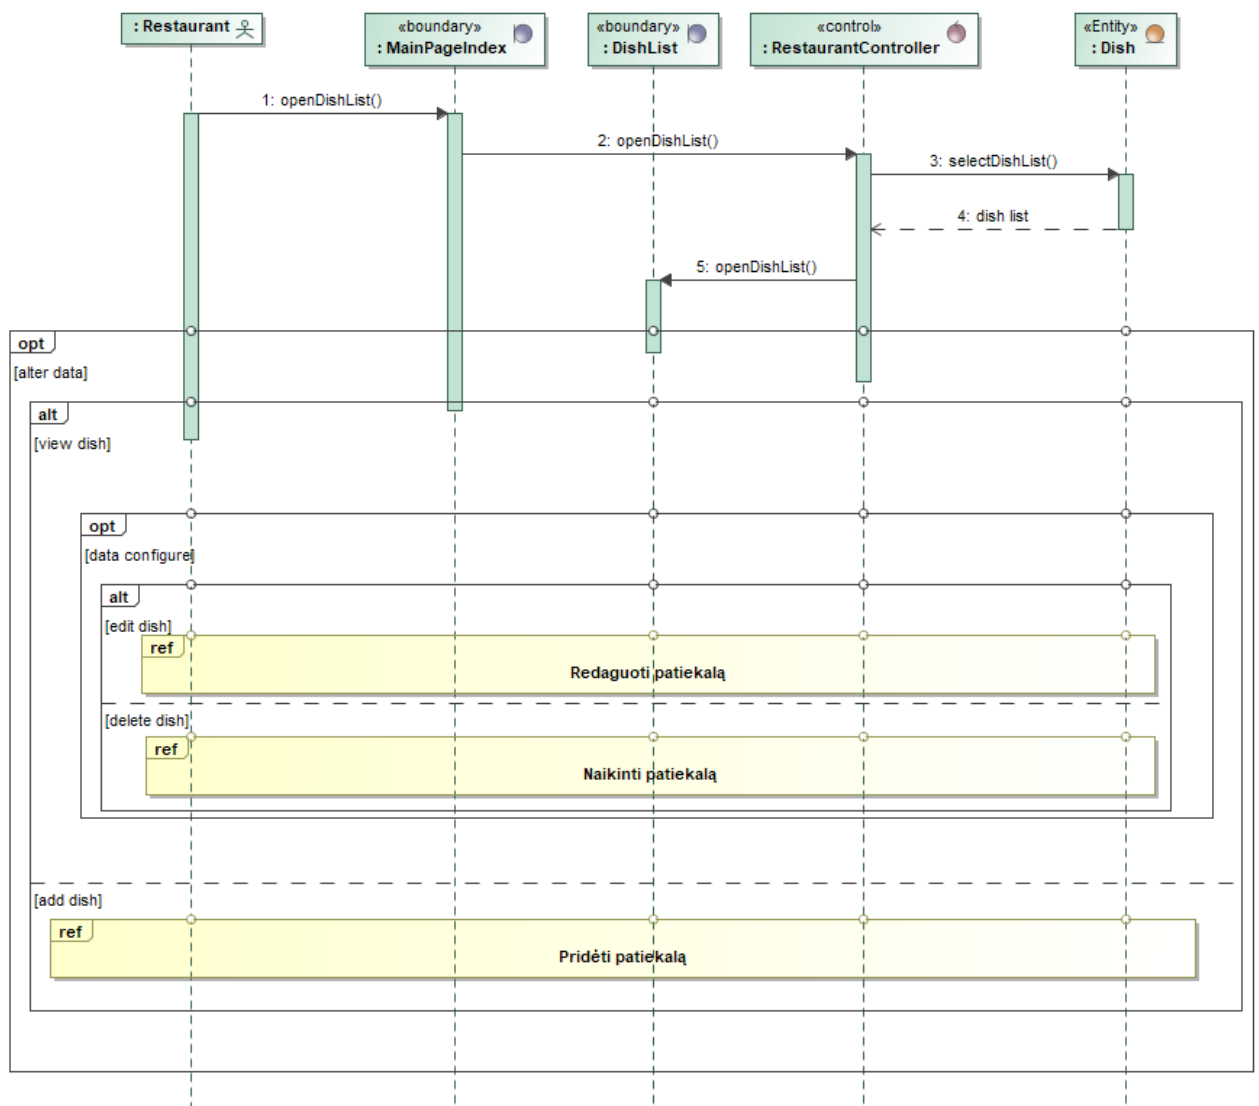 : Restaurant
«boundary»
: MainPageIndex
«boundary»
: DishList
«control»
: RestaurantController
«Entity»
: Dish
1: openDishList()
2: openDishList()
3: selectDishList()
4: dish list
5: openDishList()
opt
[alter data]
alt
[view dish]
opt
[data configure]
alt
[edit dish]
ref
Redaguoti patiekalą
[delete dish]
ref
Naikinti patiekalą
[add dish]
ref
Pridėti patiekalą